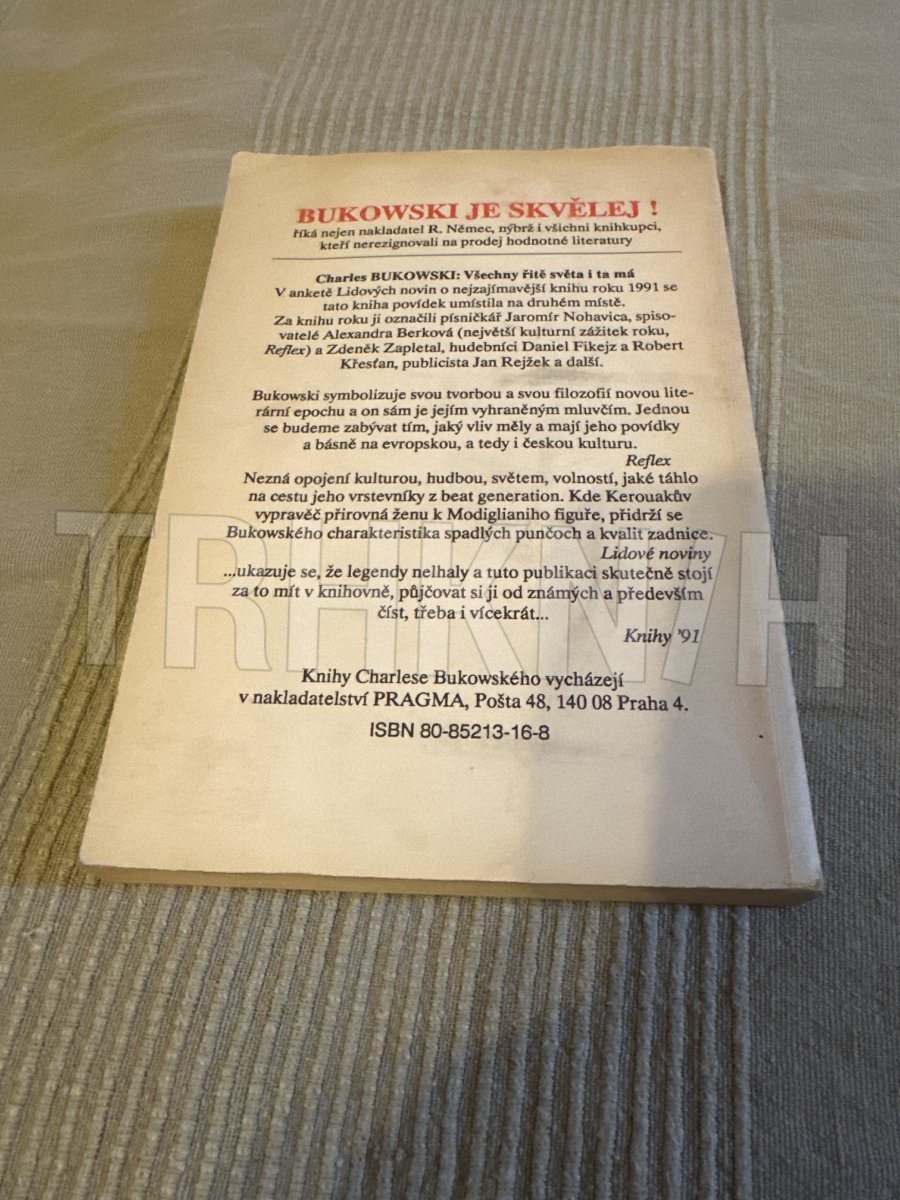 BUKOWSKI JE SKVĚLEJ !
říká nejen nakladatel R. Němec, nýbrž i všichni knihkupci,
kteří nerezignovali na prodej hodnotné literatury
Charles BUKOWSKI: Všechny řitě světa i ta má
V anketě Lidových novin o nejzajímavější knihu roku 1991 se
tato kniha povídek umístila na druhém místě.
Za knihu roku ji označili písničkář Jaromír Nohavica, spiso-
vatelé Alexandra Berková (největší kulturní zážitek roku,
Reflex) a Zdeněk Zapletal, hudebníci Daniel Fikejz a Robert
Křesťan, publicista Jan Rejžek a další.
Bukowski symbolizuje svou tvorbou a svou filozofií novou lite-
rární epochu a on sám je jejím vyhraněným mluvčím. Jednou
se budeme zabývat tím, jaký vliv měly a mají jeho povídky
a básně na evropskou, a tedy i českou kulturu.
Reflex
Nezná opojení kulturou, hudbou, světem, volností, jaké táhlo
na cestu jeho vrstevníky z beat generation. Kde Kerouakův
vypravěč přirovná ženu k Modiglianiho figuře, přidrží se
Bukowského charakteristika spadlých punčoch a kvalit zadnice.
Lidové noviny
...ukazuje se, že legendy nelhaly a tuto publikaci skutečně stojí
za to mít v knihovně, půjčovat si ji od známých a především
číst, třeba i vícekrát...
Knihy '91
Knihy Charlese Bukowského vycházejí
v nakladatelství PRAGMA, Pošta 48, 140 08 Praha 4.
ISBN 80-85213-16-8
TRHKNIH